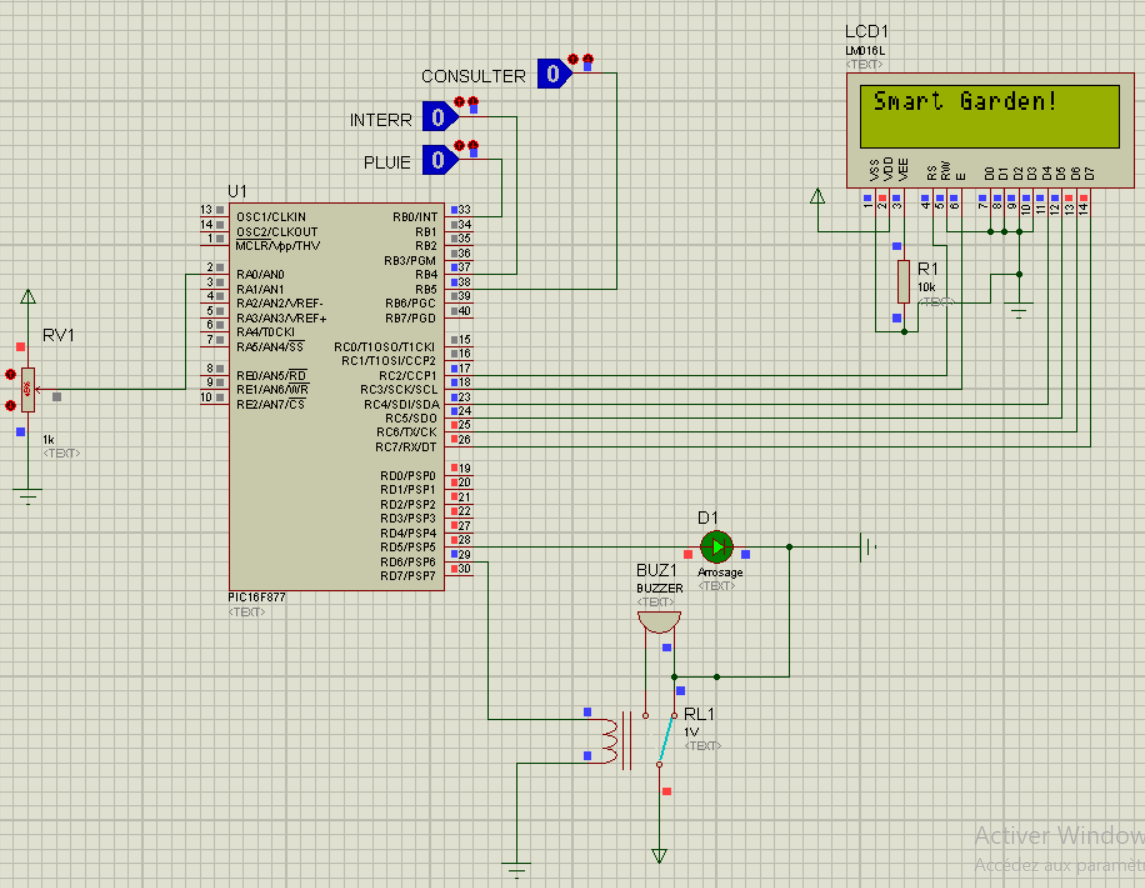 LCD1
LM016L
<TEXT>
Smart Garden!
VSS VDD VEE RS RW E D0 D1 D2 D3 D4 D5 D6 D7
1 2 3 4 5 6 7 8 9 10 11 12 13 14
CONSULTER 0
INTERR 0
PLUIE 0
U1
13 OSC1/CLKIN
14 OSC2/CLKOUT
1 MCLR/Vpp/THV
2 RA0/AN0
3 RA1/AN1
4 RA2/AN2/VREF-
5 RA3/AN3/VREF+
6 RA4/T0CKI
7 RA5/AN4/SS
8 RE0/AN5/RD
9 RE1/AN6/WR
10 RE2/AN7/CS
RB0/INT 33
RB1 34
RB2 35
RB3/PGM 36
RB4 37
RB5 38
RB6/PGC 39
RB7/PGD 40
RC0/T1OSO/T1CKI 15
RC1/T1OSI/CCP2 16
RC2/CCP1 17
RC3/SCK/SCL 18
RC4/SDI/SDA 23
RC5/SDO 24
RC6/TX/CK 25
RC7/RX/DT 26
RD0/PSP0 19
RD1/PSP1 20
RD2/PSP2 21
RD3/PSP3 22
RD4/PSP4 27
RD5/PSP5 28
RD6/PSP6 29
RD7/PSP7 30
PIC16F877
<TEXT>
RV1
1k
<TEXT>
R1
10k
<TEXT>
D1
Arrosage
<TEXT>
BUZ1
BUZZER
<TEXT>
RL1
1V
<TEXT>
Activer Window
Accédez aux paramèt